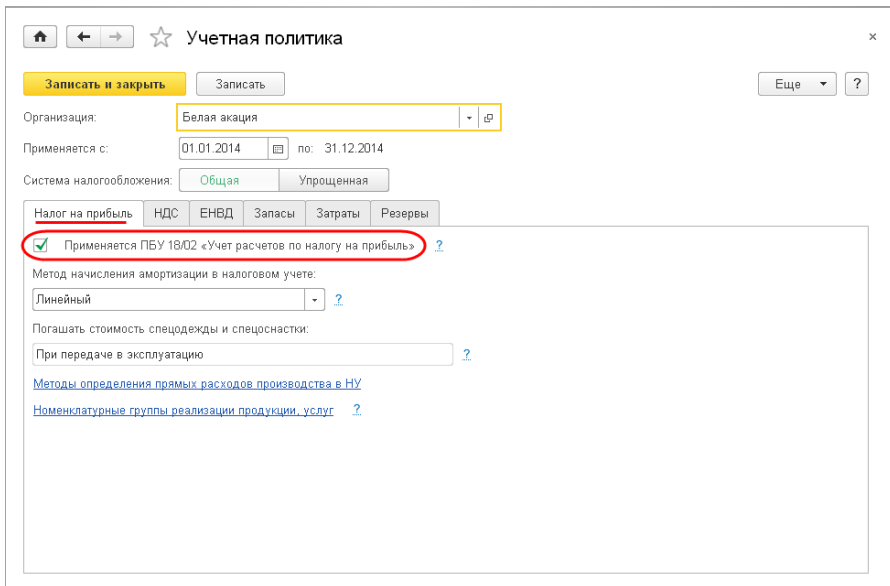 Учетная политика
Записать и закрыть Записать Еще ?
Организация: Белая акация
Применяется с: 01.01.2014 по: 31.12.2014
Система налогообложения: Общая Упрощенная
Налог на прибыль НДС ЕНВД Запасы Затраты Резервы
Применяется ПБУ 18/02 «Учет расчетов по налогу на прибыль» ?
Метод начисления амортизации в налоговом учете:
Линейный ?
Погашать стоимость спецодежды и спецоснастки:
При передаче в эксплуатацию ?
Методы определения прямых расходов производства в НУ
Номенклатурные группы реализации продукции, услуг ?